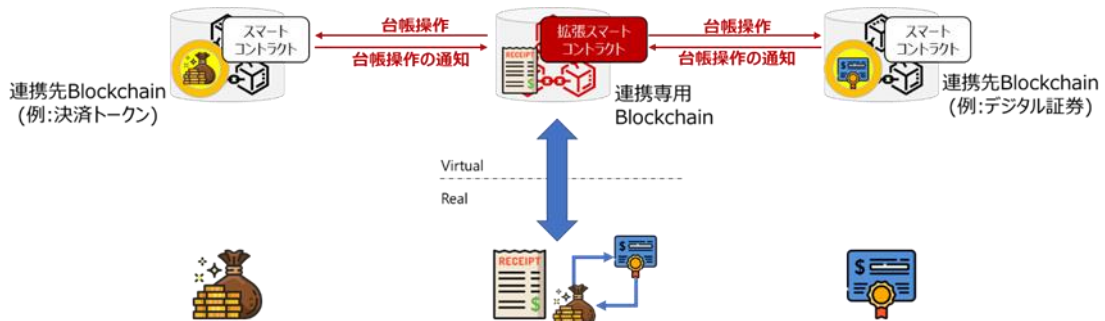 スマート
コントラクト
連携先Blockchain
(例:決済トークン)
台帳操作
台帳操作の通知
RECEIPT
$
拡張スマート
コントラクト
連携専用
Blockchain
台帳操作
台帳操作の通知
スマート
コントラクト
連携先Blockchain
(例:デジタル証券)
Virtual
Real
RECEIPT
$
$
$